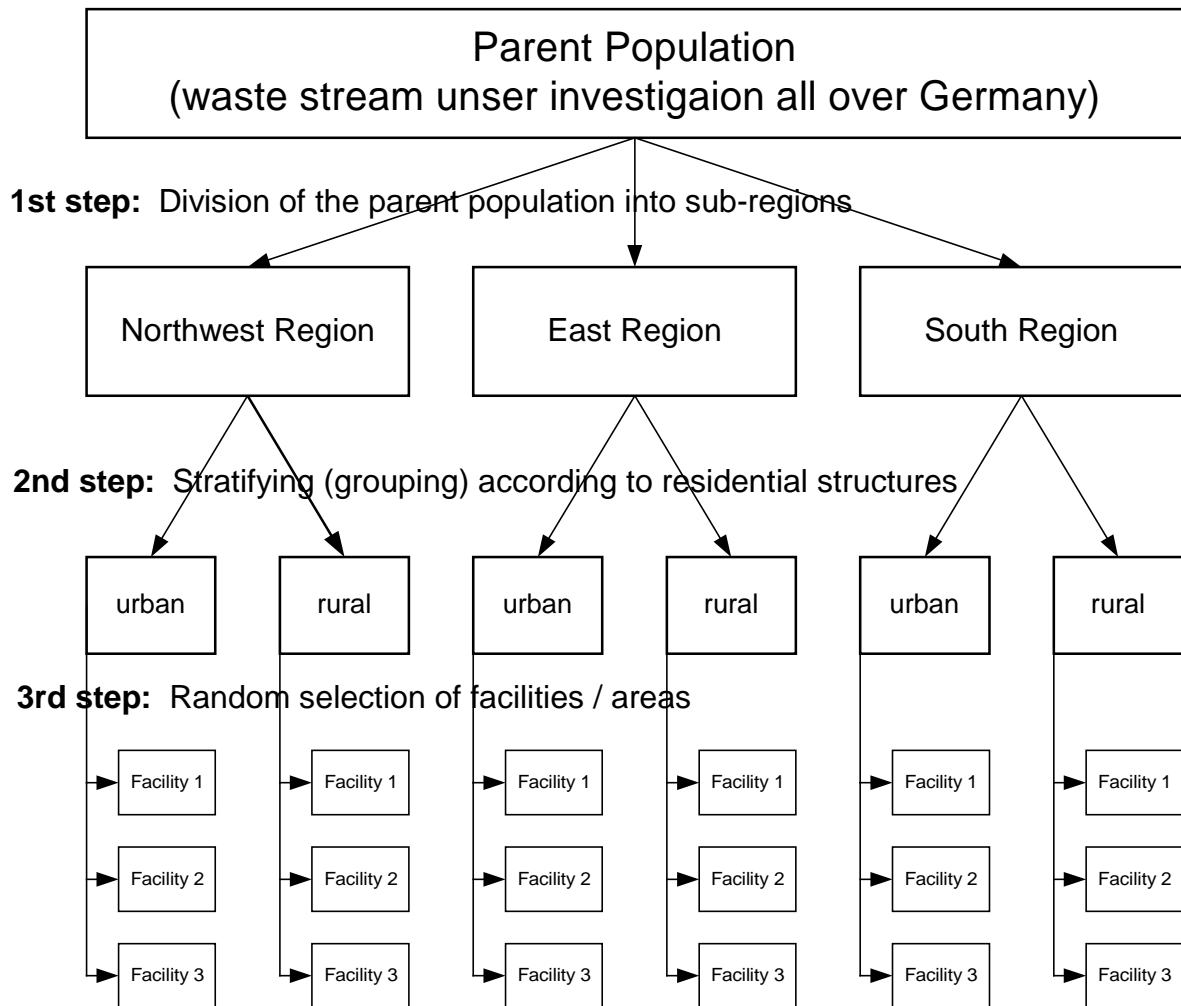 Parent Population
(waste stream unser investigaion all over Germany)
1st step: Division of the parent population into sub-regions
Northwest Region
East Region
South Region
2nd step: Stratifying (grouping) according to residential structures
urban
rural
urban
rural
urban
rural
3rd step: Random selection of facilities / areas
Facility 1
Facility 1
Facility 1
Facility 1
Facility 1
Facility 1
Facility 2
Facility 2
Facility 2
Facility 2
Facility 2
Facility 2
Facility 3
Facility 3
Facility 3
Facility 3
Facility 3
Facility 3